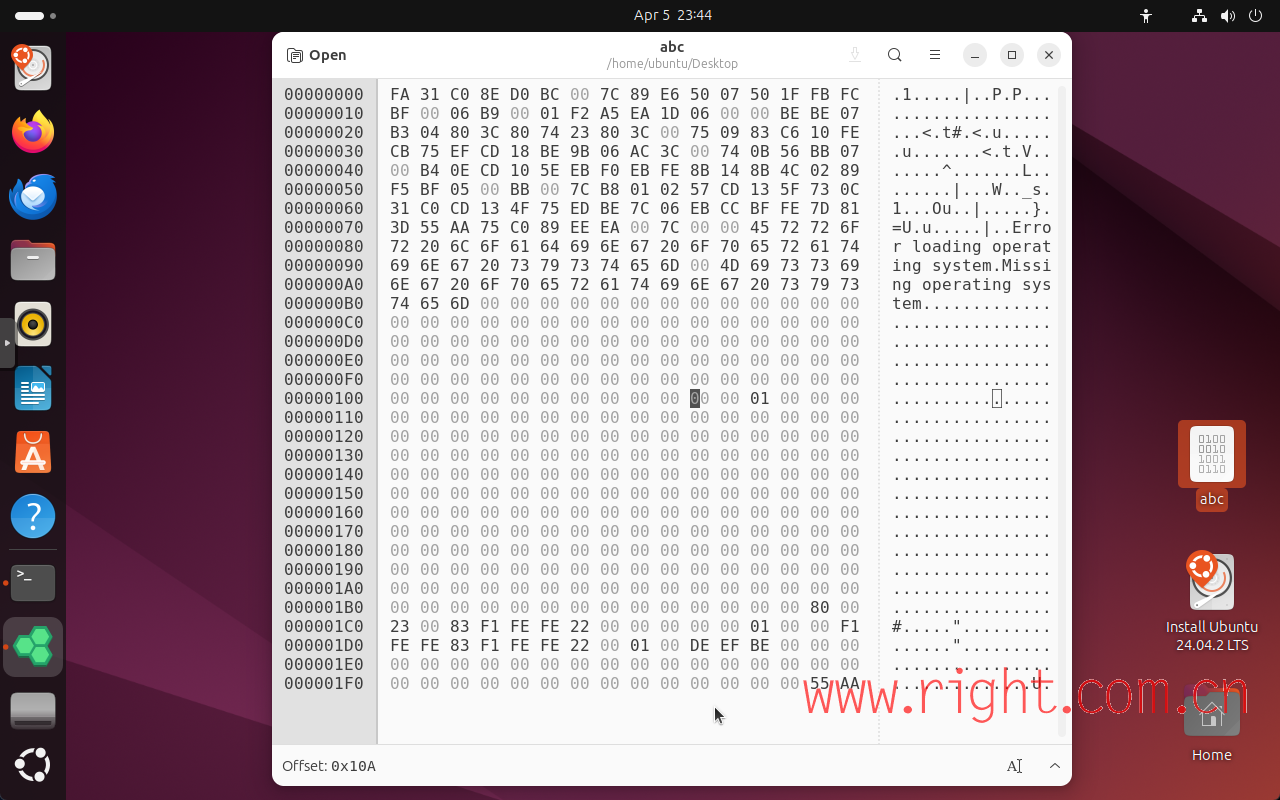 Apr 5 23:44
Open
abc
/home/ubuntu/Desktop
00000000 FA 31 C0 8E D0 BC 00 7C 89 E6 50 07 50 1F FB FC .1.....|..P.P...
00000010 BF 00 06 B9 00 01 F2 A5 EA 1D 06 00 00 BE BE 07 ................
00000020 B3 04 80 3C 80 74 23 80 3C 00 75 09 83 C6 10 FE ...<.t#.<.u.....
00000030 CB 75 EF CD 18 BE 9B 06 AC 3C 00 74 0B 56 BB 07 .u.......<.t.V..
00000040 00 B4 0E CD 10 5E EB F0 EB FE 8B 14 8B 4C 02 89 .....^.......L..
00000050 F5 BF 05 00 BB 00 7C B8 01 02 57 CD 13 5F 73 0C ......|...W.._s.
00000060 31 C0 CD 13 4F 75 ED BE 7C 06 EB CC BF FE 7D 81 1...Ou..|.....}.
00000070 3D 55 AA 75 C0 89 EE EA 00 7C 00 00 45 72 72 6F =U.u.....|..Erro
00000080 72 20 6C 6F 61 64 69 6E 67 20 6F 70 65 72 61 74 r loading operat
00000090 69 6E 67 20 73 79 73 74 65 6D 00 4D 69 73 73 69 ing system.Missi
000000A0 6E 67 20 6F 70 65 72 61 74 69 6E 67 20 73 79 73 ng operating sys
000000B0 74 65 6D 00 00 00 00 00 00 00 00 00 00 00 00 00 tem.............
000000C0 00 00 00 00 00 00 00 00 00 00 00 00 00 00 00 00 ................
000000D0 00 00 00 00 00 00 00 00 00 00 00 00 00 00 00 00 ................
000000E0 00 00 00 00 00 00 00 00 00 00 00 00 00 00 00 00 ................
000000F0 00 00 00 00 00 00 00 00 00 00 00 00 00 00 00 00 ................
00000100 00 00 00 00 00 00 00 00 00 00 00 00 01 00 00 00 ................
00000110 00 00 00 00 00 00 00 00 00 00 00 00 00 00 00 00 ................
00000120 00 00 00 00 00 00 00 00 00 00 00 00 00 00 00 00 ................
00000130 00 00 00 00 00 00 00 00 00 00 00 00 00 00 00 00 ................
00000140 00 00 00 00 00 00 00 00 00 00 00 00 00 00 00 00 ................
00000150 00 00 00 00 00 00 00 00 00 00 00 00 00 00 00 00 ................
00000160 00 00 00 00 00 00 00 00 00 00 00 00 00 00 00 00 ................
00000170 00 00 00 00 00 00 00 00 00 00 00 00 00 00 00 00 ................
00000180 00 00 00 00 00 00 00 00 00 00 00 00 00 00 00 00 ................
00000190 00 00 00 00 00 00 00 00 00 00 00 00 00 00 00 00 ................
000001A0 00 00 00 00 00 00 00 00 00 00 00 00 00 00 00 00 ................
000001B0 00 00 00 00 00 00 00 00 00 00 00 00 00 00 80 00 ................
000001C0 23 00 83 F1 FE FE 22 00 00 00 00 00 01 00 00 F1 #.....".........
000001D0 FE FE 83 F1 FE FE 22 00 01 00 DE EF BE 00 00 00 ......".........
000001E0 00 00 00 00 00 00 00 00 00 00 00 00 00 00 00 00 ................
000001F0 00 00 00 00 00 00 00 00 00 00 00 00 00 00 55 AA ..............U.
Offset: 0x10A
0100
0010
1001
0110
abc
Install Ubuntu
24.04.2 LTS
www.right.com.cn
Home